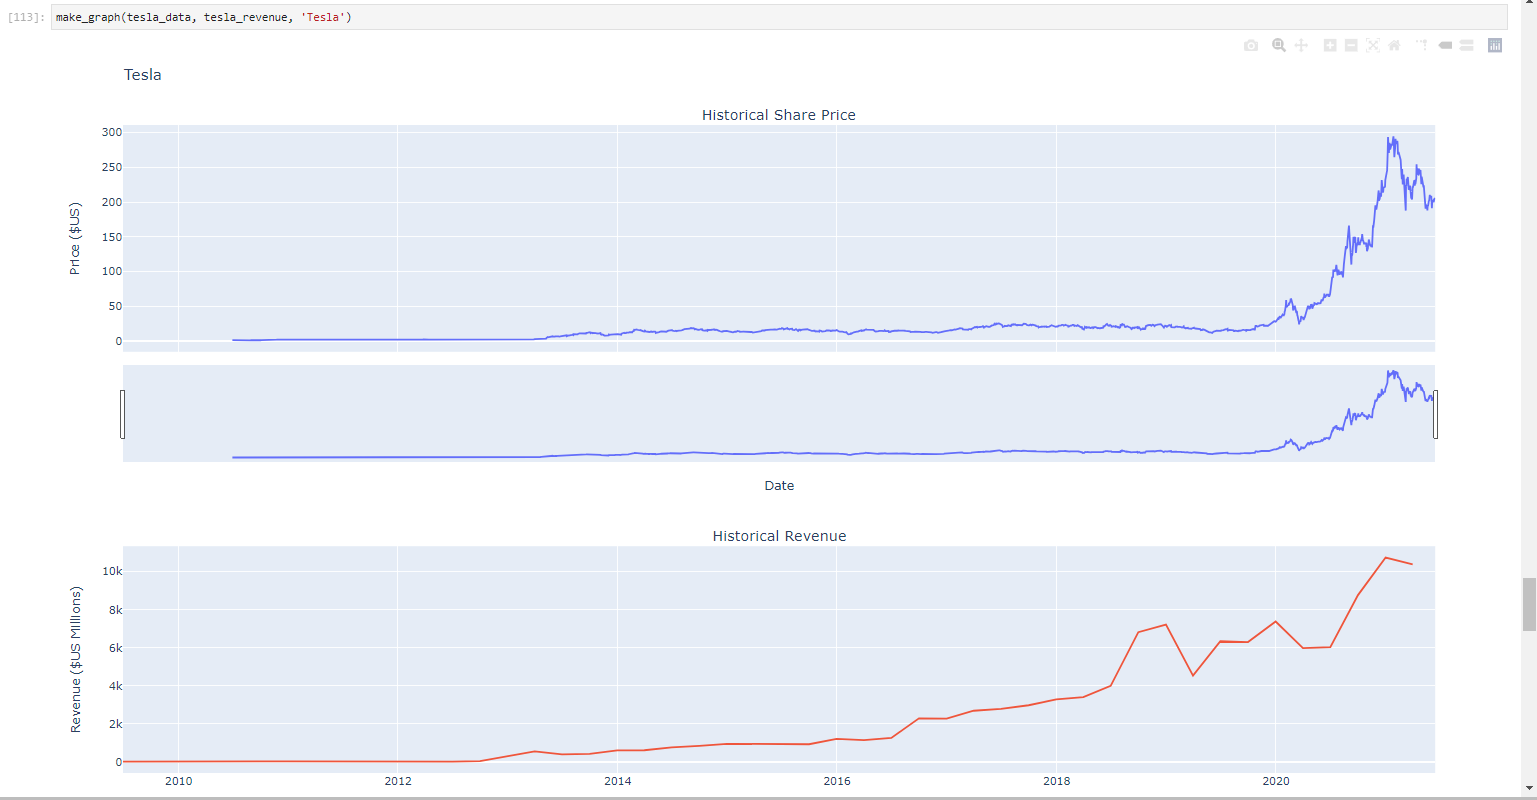 [113]: make_graph(tesla_data, tesla_revenue, 'Tesla')
Tesla
Historical Share Price
300
250
200
150
100
50
0
Price ($US)
Date
Historical Revenue
10k
8k
6k
4k
2k
0
Revenue ($US Millions)
2010 2012 2014 2016 2018 2020